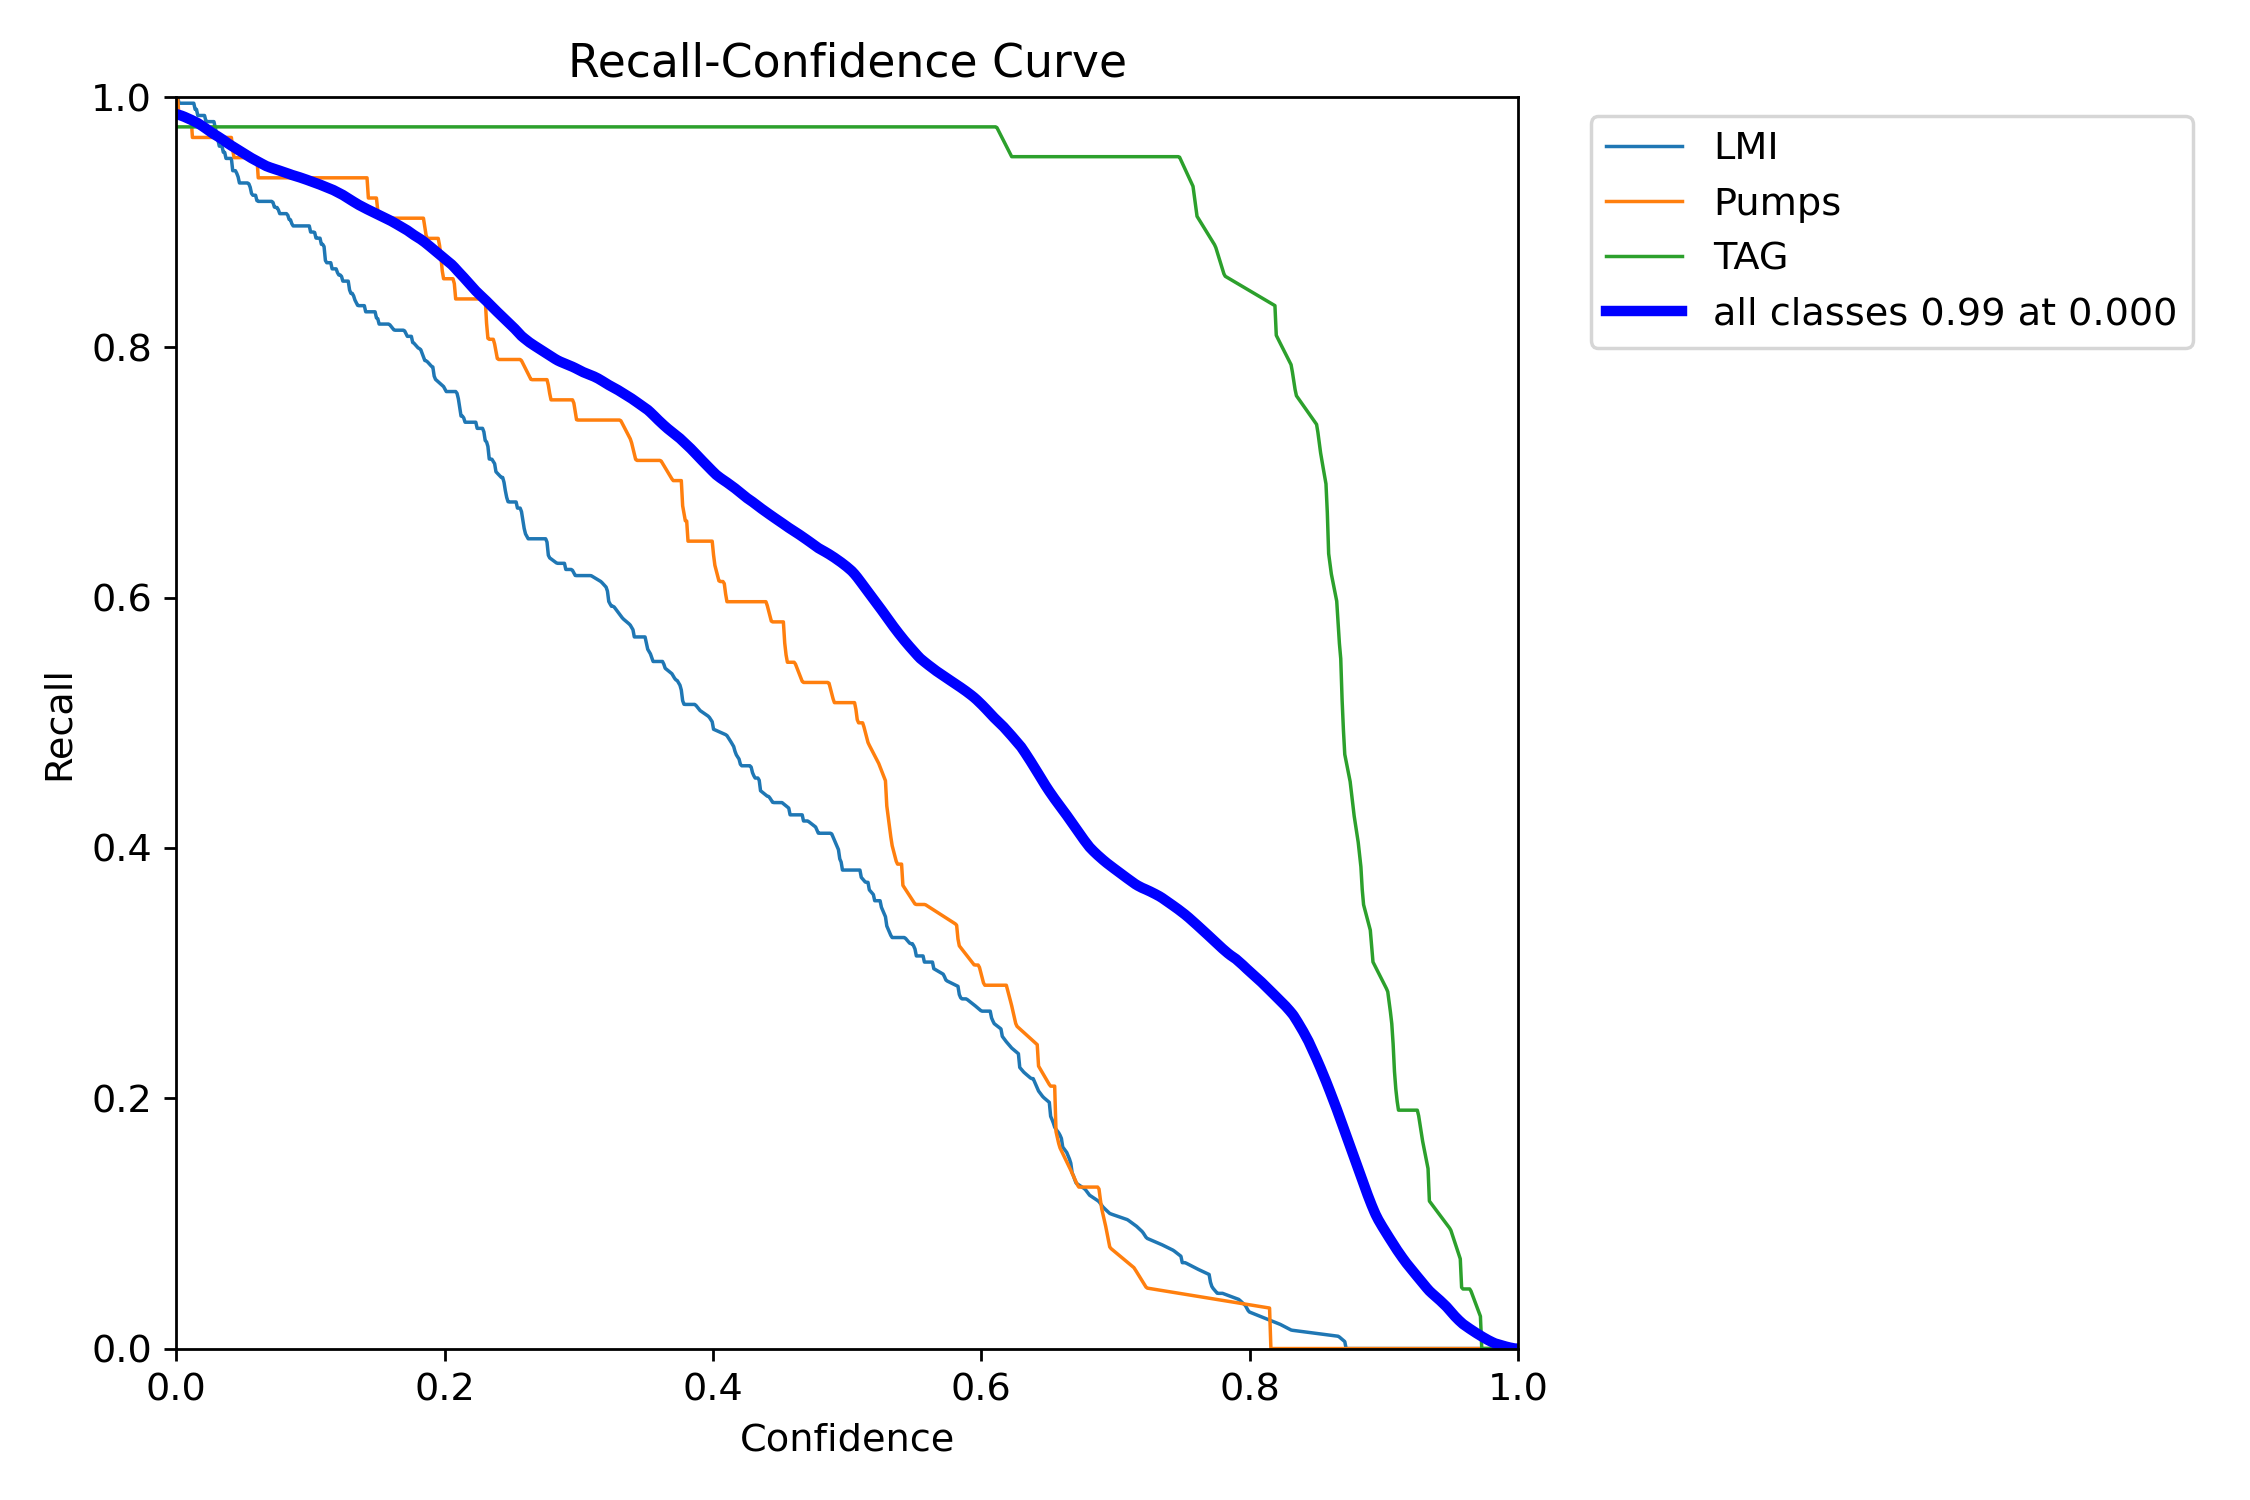 Recall-Confidence Curve
1.0
0.8
0.6
0.4
0.2
0.0
Recall
0.0 0.2 0.4 0.6 0.8 1.0
Confidence
LMI
Pumps
TAG
all classes 0.99 at 0.000